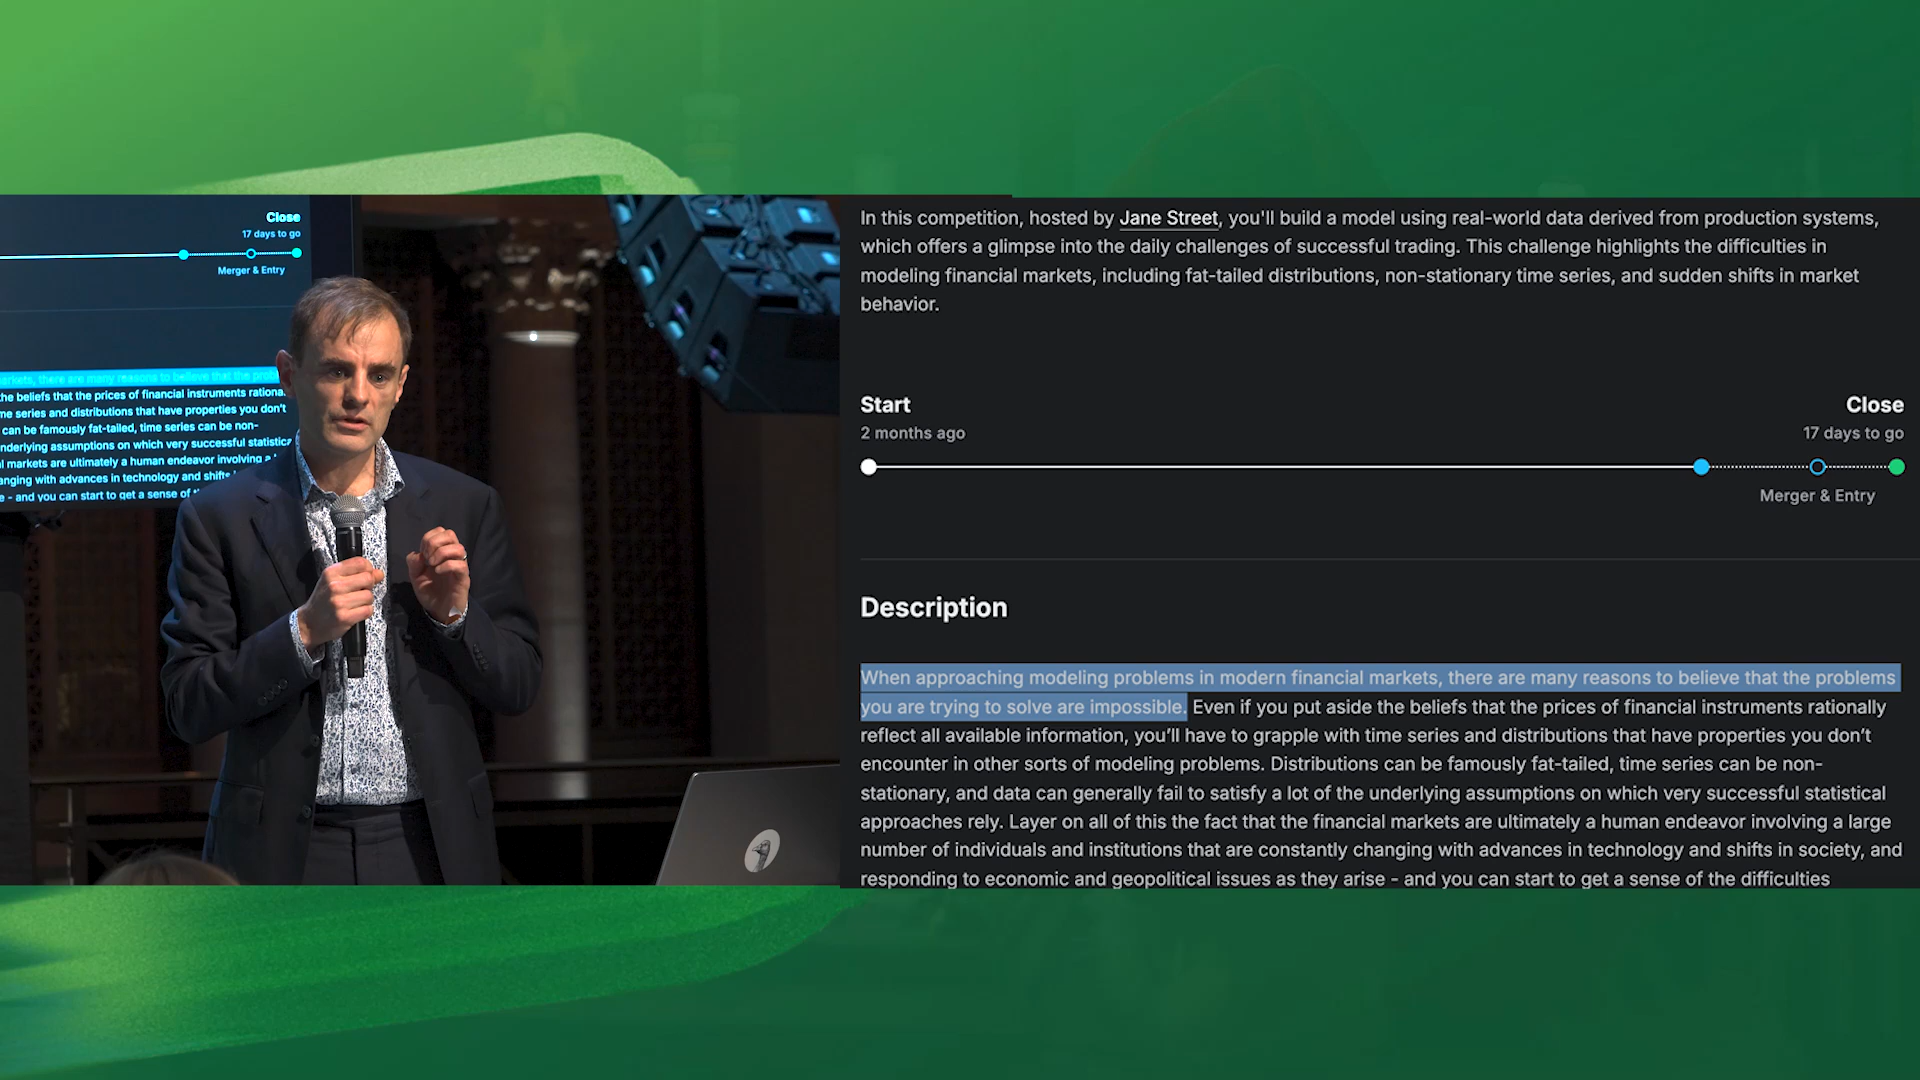 Close
17 days to go
Merger & Entry
markets, there are many reasons to believe that the prob
the beliefs that the prices of financial instruments rationa
me series and distributions that have properties you don't
can be famously fat-tailed, time series can be non-
nderlying assumptions on which very successful statistica
l markets are ultimately a human endeavor involving a
anging with advances in technology and shifts
e - and you can start to get a sense of
In this competition, hosted by Jane Street, you'll build a model using real-world data derived from production systems,
which offers a glimpse into the daily challenges of successful trading. This challenge highlights the difficulties in
modeling financial markets, including fat-tailed distributions, non-stationary time series, and sudden shifts in market
behavior.
Start
Close
2 months ago
17 days to go
Merger & Entry
Description
When approaching modeling problems in modern financial markets, there are many reasons to believe that the problems
you are trying to solve are impossible. Even if you put aside the beliefs that the prices of financial instruments rationally
reflect all available information, you’ll have to grapple with time series and distributions that have properties you don’t
encounter in other sorts of modeling problems. Distributions can be famously fat-tailed, time series can be non-
stationary, and data can generally fail to satisfy a lot of the underlying assumptions on which very successful statistical
approaches rely. Layer on all of this the fact that the financial markets are ultimately a human endeavor involving a large
number of individuals and institutions that are constantly changing with advances in technology and shifts in society, and
responding to economic and geopolitical issues as they arise - and you can start to get a sense of the difficulties